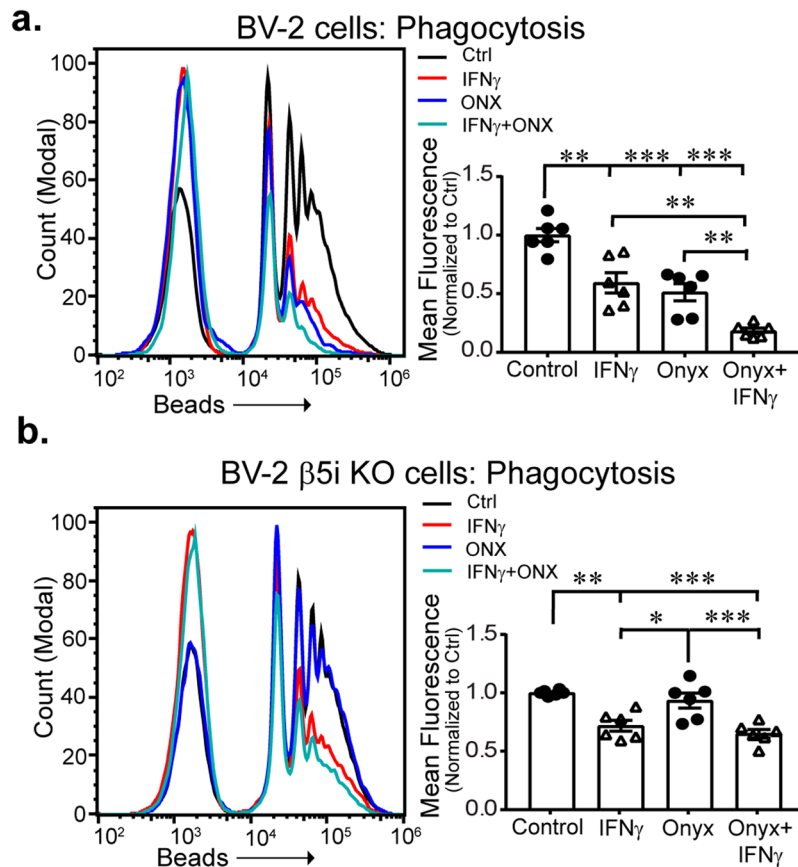 a.
BV-2 cells: Phagocytosis
Ctrl
IFNγ
ONX
IFNγ+ONX
Count (Modal)
100
80
60
40
20
0
10²
10³
10⁴
10⁵
10⁶
Beads
Mean Fluorescence
(Normalized to Ctrl)
1.5
1.0
0.5
0.0
**
***
***
**
**
Control
IFNγ
Onyx
Onyx+
IFNγ
b.
BV-2 β5i KO cells: Phagocytosis
Ctrl
IFNγ
ONX
IFNγ+ONX
Count (Modal)
100
80
60
40
20
0
10²
10³
10⁴
10⁵
10⁶
Beads
Mean Fluorescence
(Normalized to Ctrl)
1.5
1.0
0.5
0.0
**
***
*
***
Control
IFNγ
Onyx
Onyx+
IFNγ